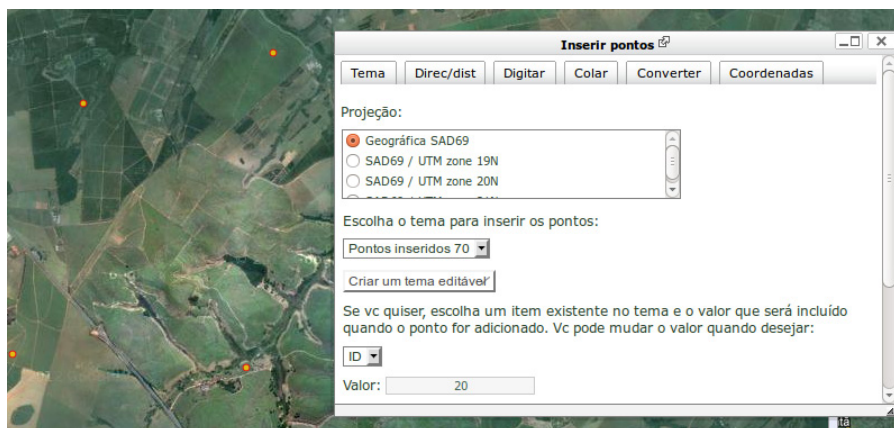 Inserir pontos
Tema Direc/dist Digitar Colar Converter Coordenadas
Projeção:
Geográfica SAD69
SAD69 / UTM zone 19N
SAD69 / UTM zone 20N
Escolha o tema para inserir os pontos:
Pontos inseridos 70
Criar um tema editável
Se vc quiser, escolha um item existente no tema e o valor que será incluído
quando o ponto for adicionado. Vc pode mudar o valor quando desejar:
ID
Valor: 20
itã